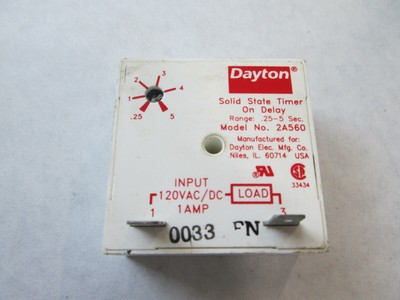 Dayton®
Solid State Timer
On Delay
Range: .25-5 Sec.
Model No. 2A560
Manufactured for:
Dayton Elec. Mfg. Co.
Niles, IL. 60714 USA
2 3
1 4
.25 5
33434
INPUT
120VAC/DC LOAD
1AMP
1 3
0033